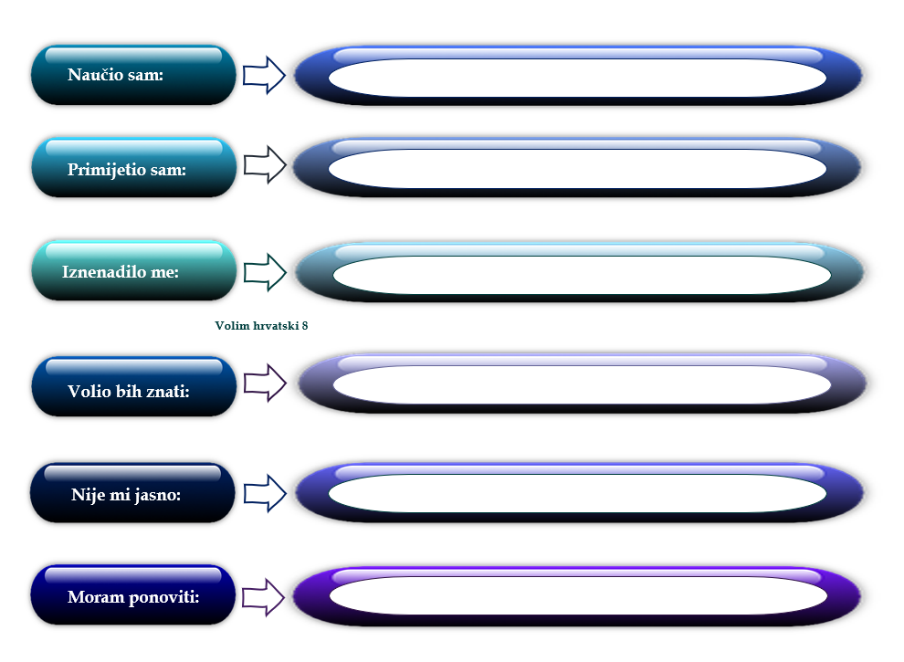 Naučio sam:
Primijetio sam:
Iznenadilo me:
Volim hrvatski 8
Volio bih znati:
Nije mi jasno:
Moram ponoviti: